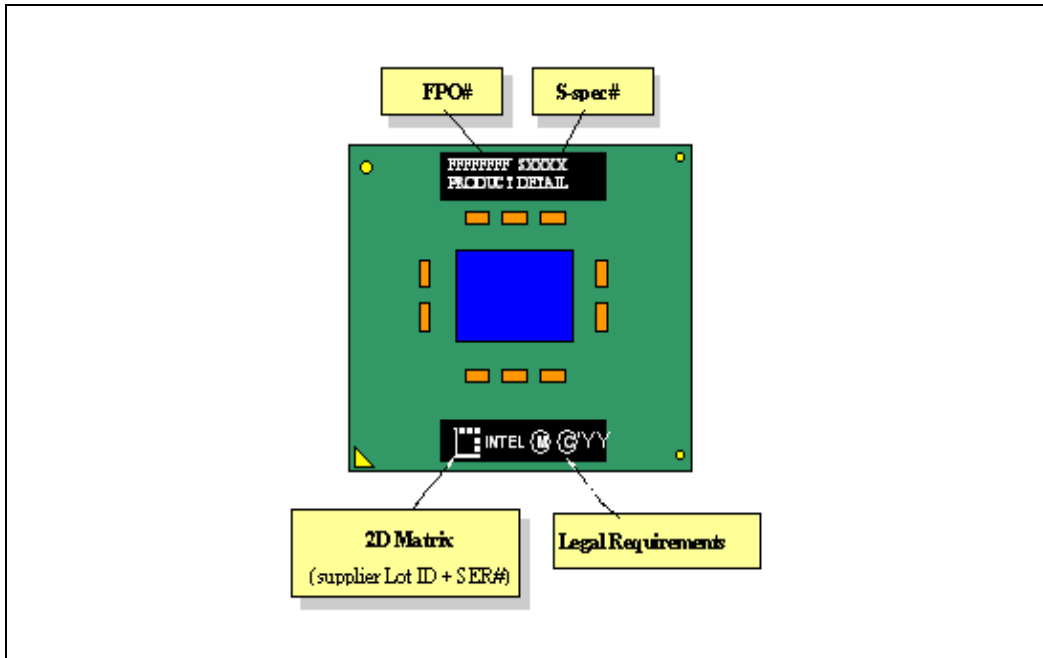 FPO#
S-spec#
FFFFFFFF SXXXX
PRODUCT DETAIL
INTEL Ⓜ ©'YY
2D Matrix
(supplier Lot ID + SER#)
Legal Requirements